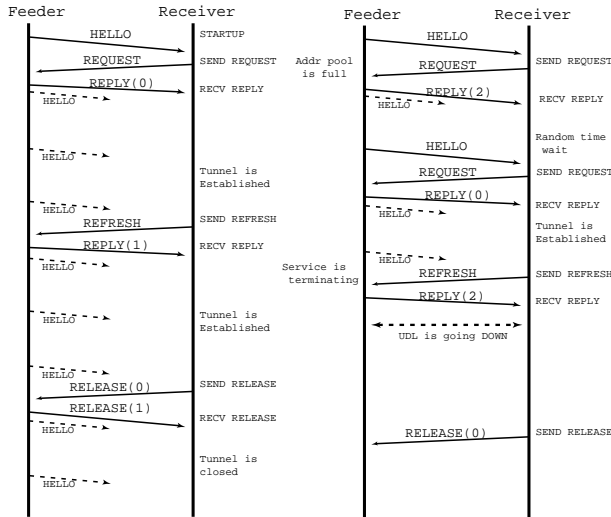 Feeder
Receiver
HELLO
STARTUP
REQUEST
SEND REQUEST
REPLY(0)
RECV REPLY
HELLO
HELLO
Tunnel is
Established
HELLO
SEND REFRESH
REFRESH
REPLY(1)
RECV REPLY
HELLO
Tunnel is
Established
HELLO
HELLO
SEND RELEASE
RELEASE(0)
RELEASE(1)
RECV RELEASE
HELLO
Tunnel is
closed
HELLO
Feeder
Receiver
HELLO
Addr pool
is full
SEND REQUEST
REQUEST
REPLY(2)
RECV REPLY
HELLO
Random time
wait
HELLO
SEND REQUEST
REQUEST
REPLY(0)
RECV REPLY
HELLO
Tunnel is
Established
HELLO
Service is
terminating
REFRESH
SEND REFRESH
REPLY(2)
RECV REPLY
UDL is going DOWN
RELEASE(0)
SEND RELEASE